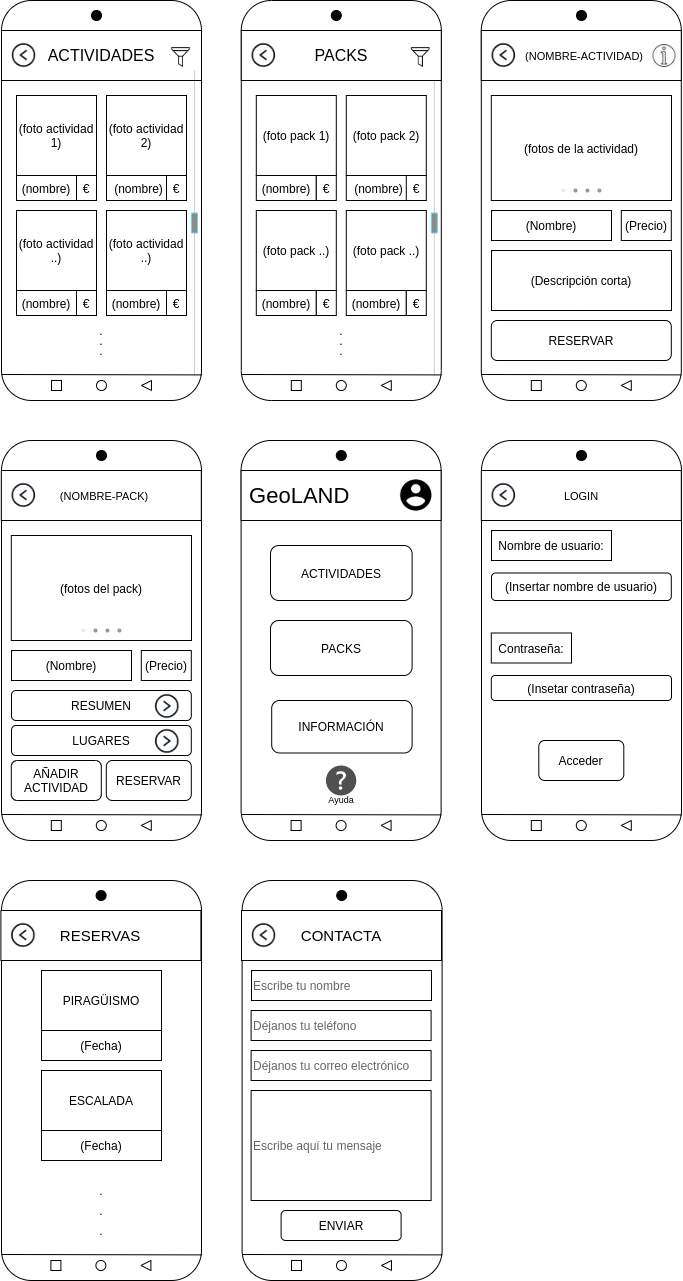 ACTIVIDADES
(foto actividad
1)
(foto actividad
2)
(nombre) €
(nombre) €
(foto actividad
..)
(foto actividad
..)
(nombre) €
(nombre) €
.
.
.
PACKS
(foto pack 1)
(foto pack 2)
(nombre) €
(nombre) €
(foto pack ..)
(foto pack ..)
(nombre) €
(nombre) €
.
.
.
(NOMBRE-ACTIVIDAD)
(fotos de la actividad)
(Nombre)
(Precio)
(Descripción corta)
RESERVAR
(NOMBRE-PACK)
(fotos del pack)
(Nombre)
(Precio)
RESUMEN
LUGARES
AÑADIR
ACTIVIDAD
RESERVAR
GeoLAND
ACTIVIDADES
PACKS
INFORMACIÓN
?
Ayuda
LOGIN
Nombre de usuario:
(Insertar nombre de usuario)
Contraseña:
(Insetar contraseña)
Acceder
RESERVAS
PIRAGÜISMO
(Fecha)
ESCALADA
(Fecha)
.
.
.
CONTACTA
Escribe tu nombre
Déjanos tu teléfono
Déjanos tu correo electrónico
Escribe aquí tu mensaje
ENVIAR